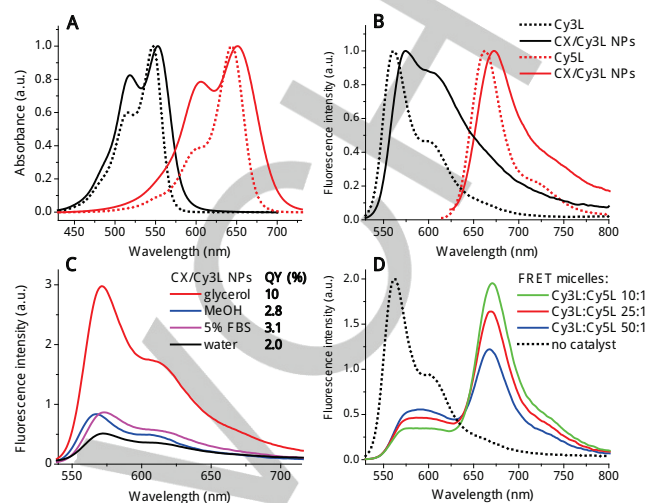 A
Absorbance (a.u.)
1.0
0.8
0.6
0.4
0.2
0.0
450 500 550 600 650 700
Wavelength (nm)
B
Fluorescence intensity (a.u.)
1.0
0.8
0.6
0.4
0.2
0.0
550 600 650 700 750 800
Wavelength (nm)
Cy3L
CX/Cy3L NPs
Cy5L
CX/Cy3L NPs
C
Fluorescence intensity (a.u.)
3
2
1
0
550 600 650 700
Wavelength (nm)
CX/Cy3L NPs QY (%)
glycerol 10
MeOH 2.8
5% FBS 3.1
water 2.0
D
Fluorescence intensity (a.u.)
2.0
1.5
1.0
0.5
0.0
550 600 650 700 750 800
Wavelength (nm)
FRET micelles:
Cy3L:Cy5L 10:1
Cy3L:Cy5L 25:1
Cy3L:Cy5L 50:1
no catalyst